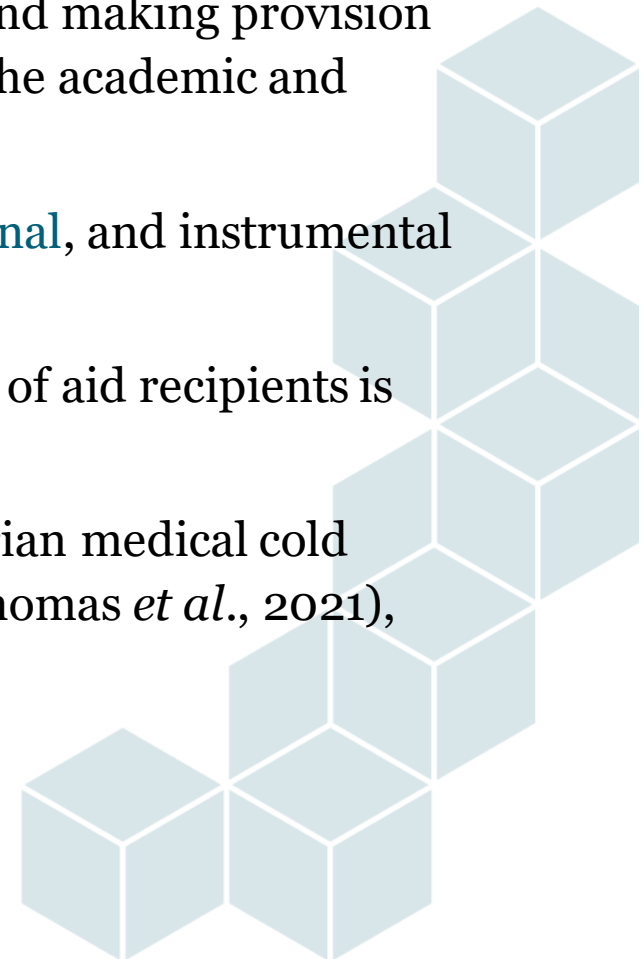 nd making provision
he academic and
nal, and instrumental
of aid recipients is
ian medical cold
homas et al., 2021),